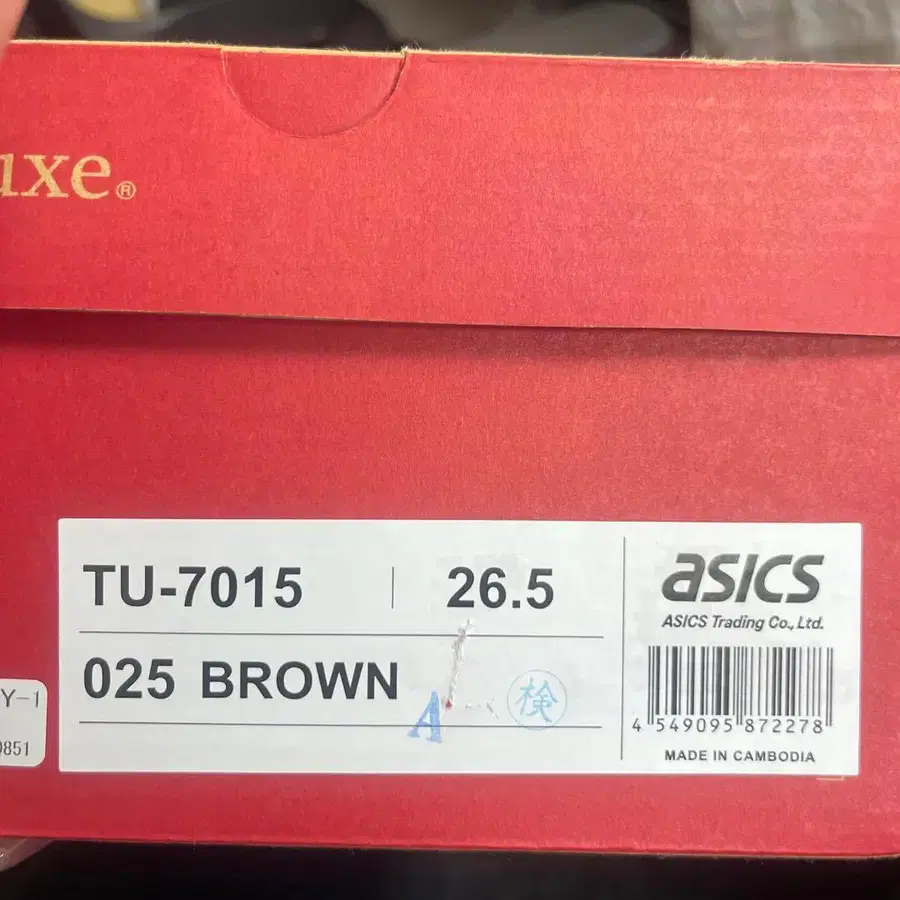 uxe®
TU-7015 | 26.5
025 BROWN
A
検
asics
ASICS Trading Co., Ltd.
4 549095 872278
MADE IN CAMBODIA
Y-1
0851